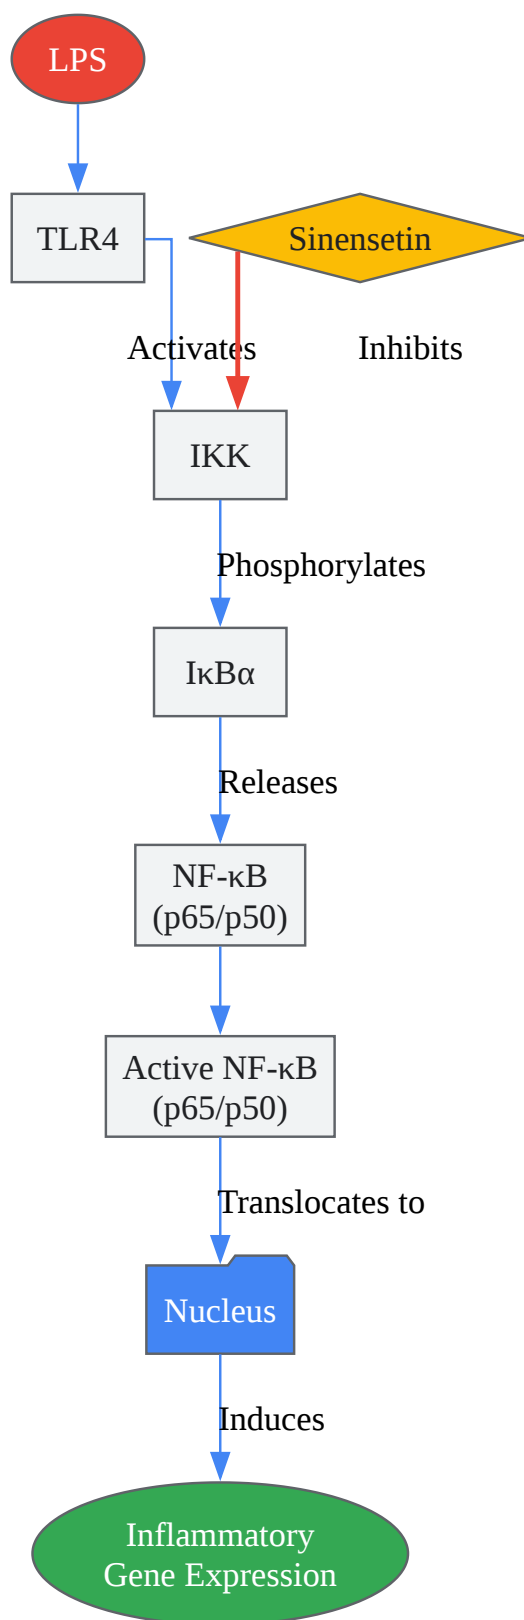 LPS
TLR4
Sinensetin
Activates
Inhibits
IKK
Phosphorylates
IκBα
Releases
NF-κB
(p65/p50)
Active NF-κB
(p65/p50)
Translocates to
Nucleus
Induces
Inflammatory
Gene Expression